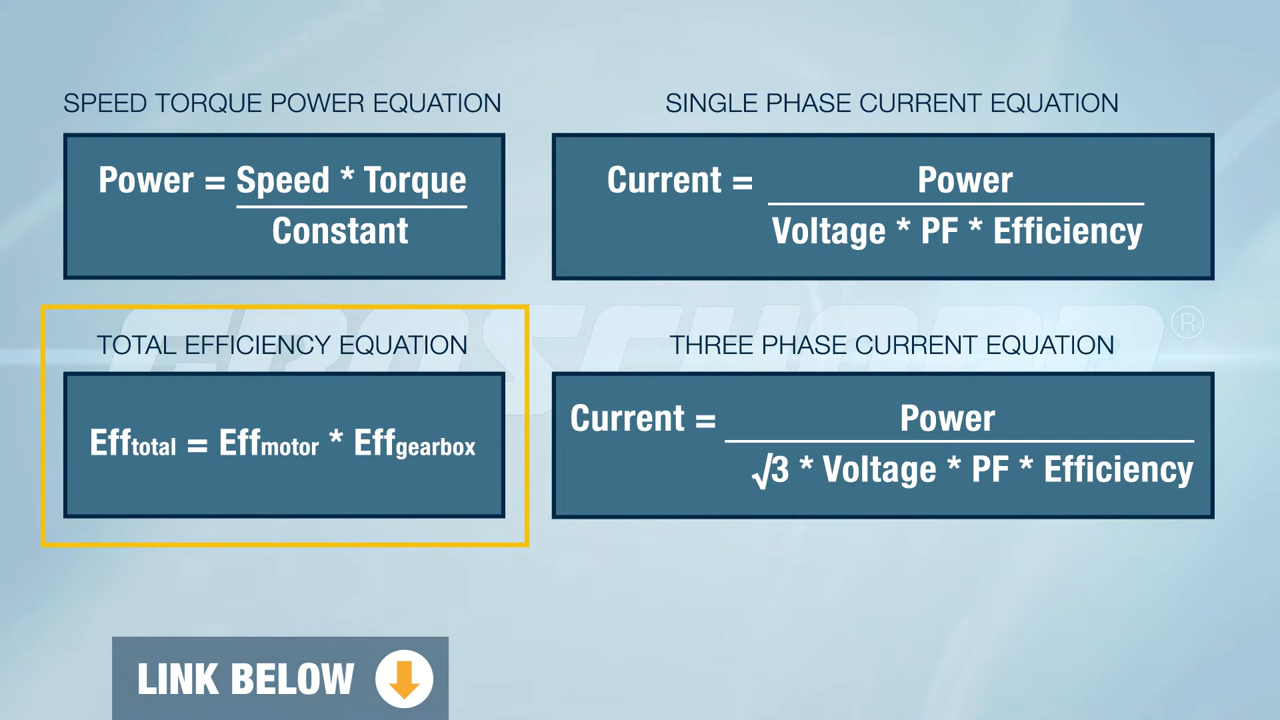 SPEED TORQUE POWER EQUATION
Power = Speed * Torque
Constant
SINGLE PHASE CURRENT EQUATION
Current = Power
Voltage * PF * Efficiency
TOTAL EFFICIENCY EQUATION
Efftotal = Effmotor * Effgearbox
THREE PHASE CURRENT EQUATION
Current = Power
√3 * Voltage * PF * Efficiency
®
LINK BELOW